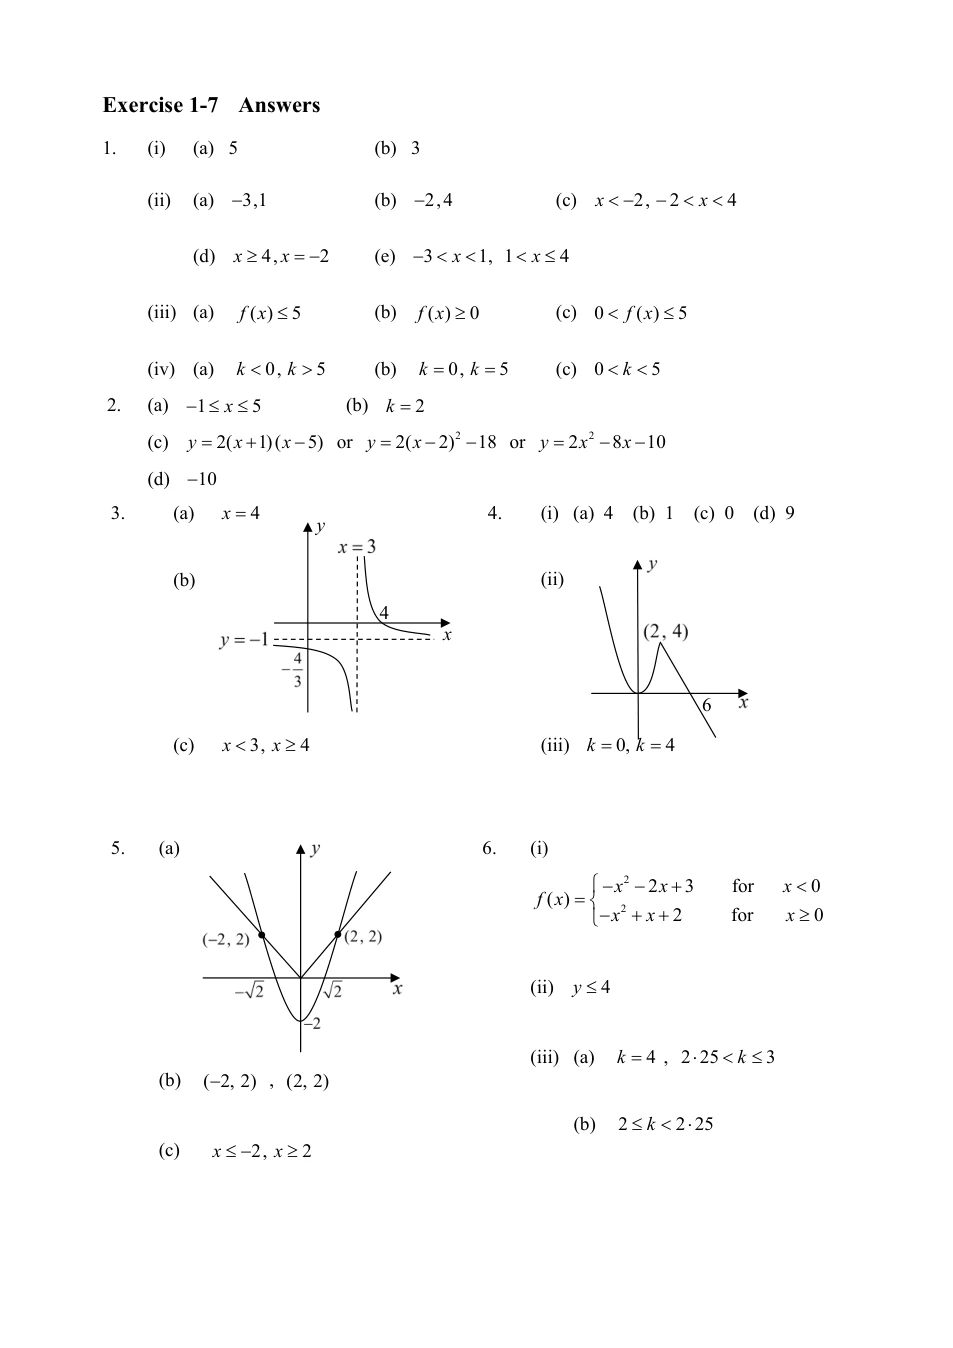 Exercise 1-7 Answers
1. (i) (a) 5 (b) 3
(ii) (a) −3,1 (b) −2,4 (c) x < −2, −2 < x < 4
(d) x ≥ 4, x = −2 (e) −3 < x < 1, 1 < x ≤ 4
(iii) (a) f(x) ≤ 5 (b) f(x) ≥ 0 (c) 0 < f(x) ≤ 5
(iv) (a) k < 0, k > 5 (b) k = 0, k = 5 (c) 0 < k < 5
2. (a) −1 ≤ x ≤ 5 (b) k = 2
(c) y = 2(x+1)(x−5) or y = 2(x−2)² −18 or y = 2x² −8x −10
(d) −10
3. (a) x = 4
(b)
y
x = 3
4
x
y = −1
−4/3
(c) x < 3, x ≥ 4
4. (i) (a) 4 (b) 1 (c) 0 (d) 9
(ii)
y
(2, 4)
6
x
(iii) k = 0, k = 4
5. (a)
y
(−2, 2)
(2, 2)
−√2
√2
x
−2
(b) (−2, 2) , (2, 2)
(c) x ≤ −2, x ≥ 2
6. (i)
f(x) = { −x² − 2x + 3 for x < 0
−x² + x + 2 for x ≥ 0
(ii) y ≤ 4
(iii) (a) k = 4 , 2·25 < k ≤ 3
(b) 2 ≤ k < 2·25